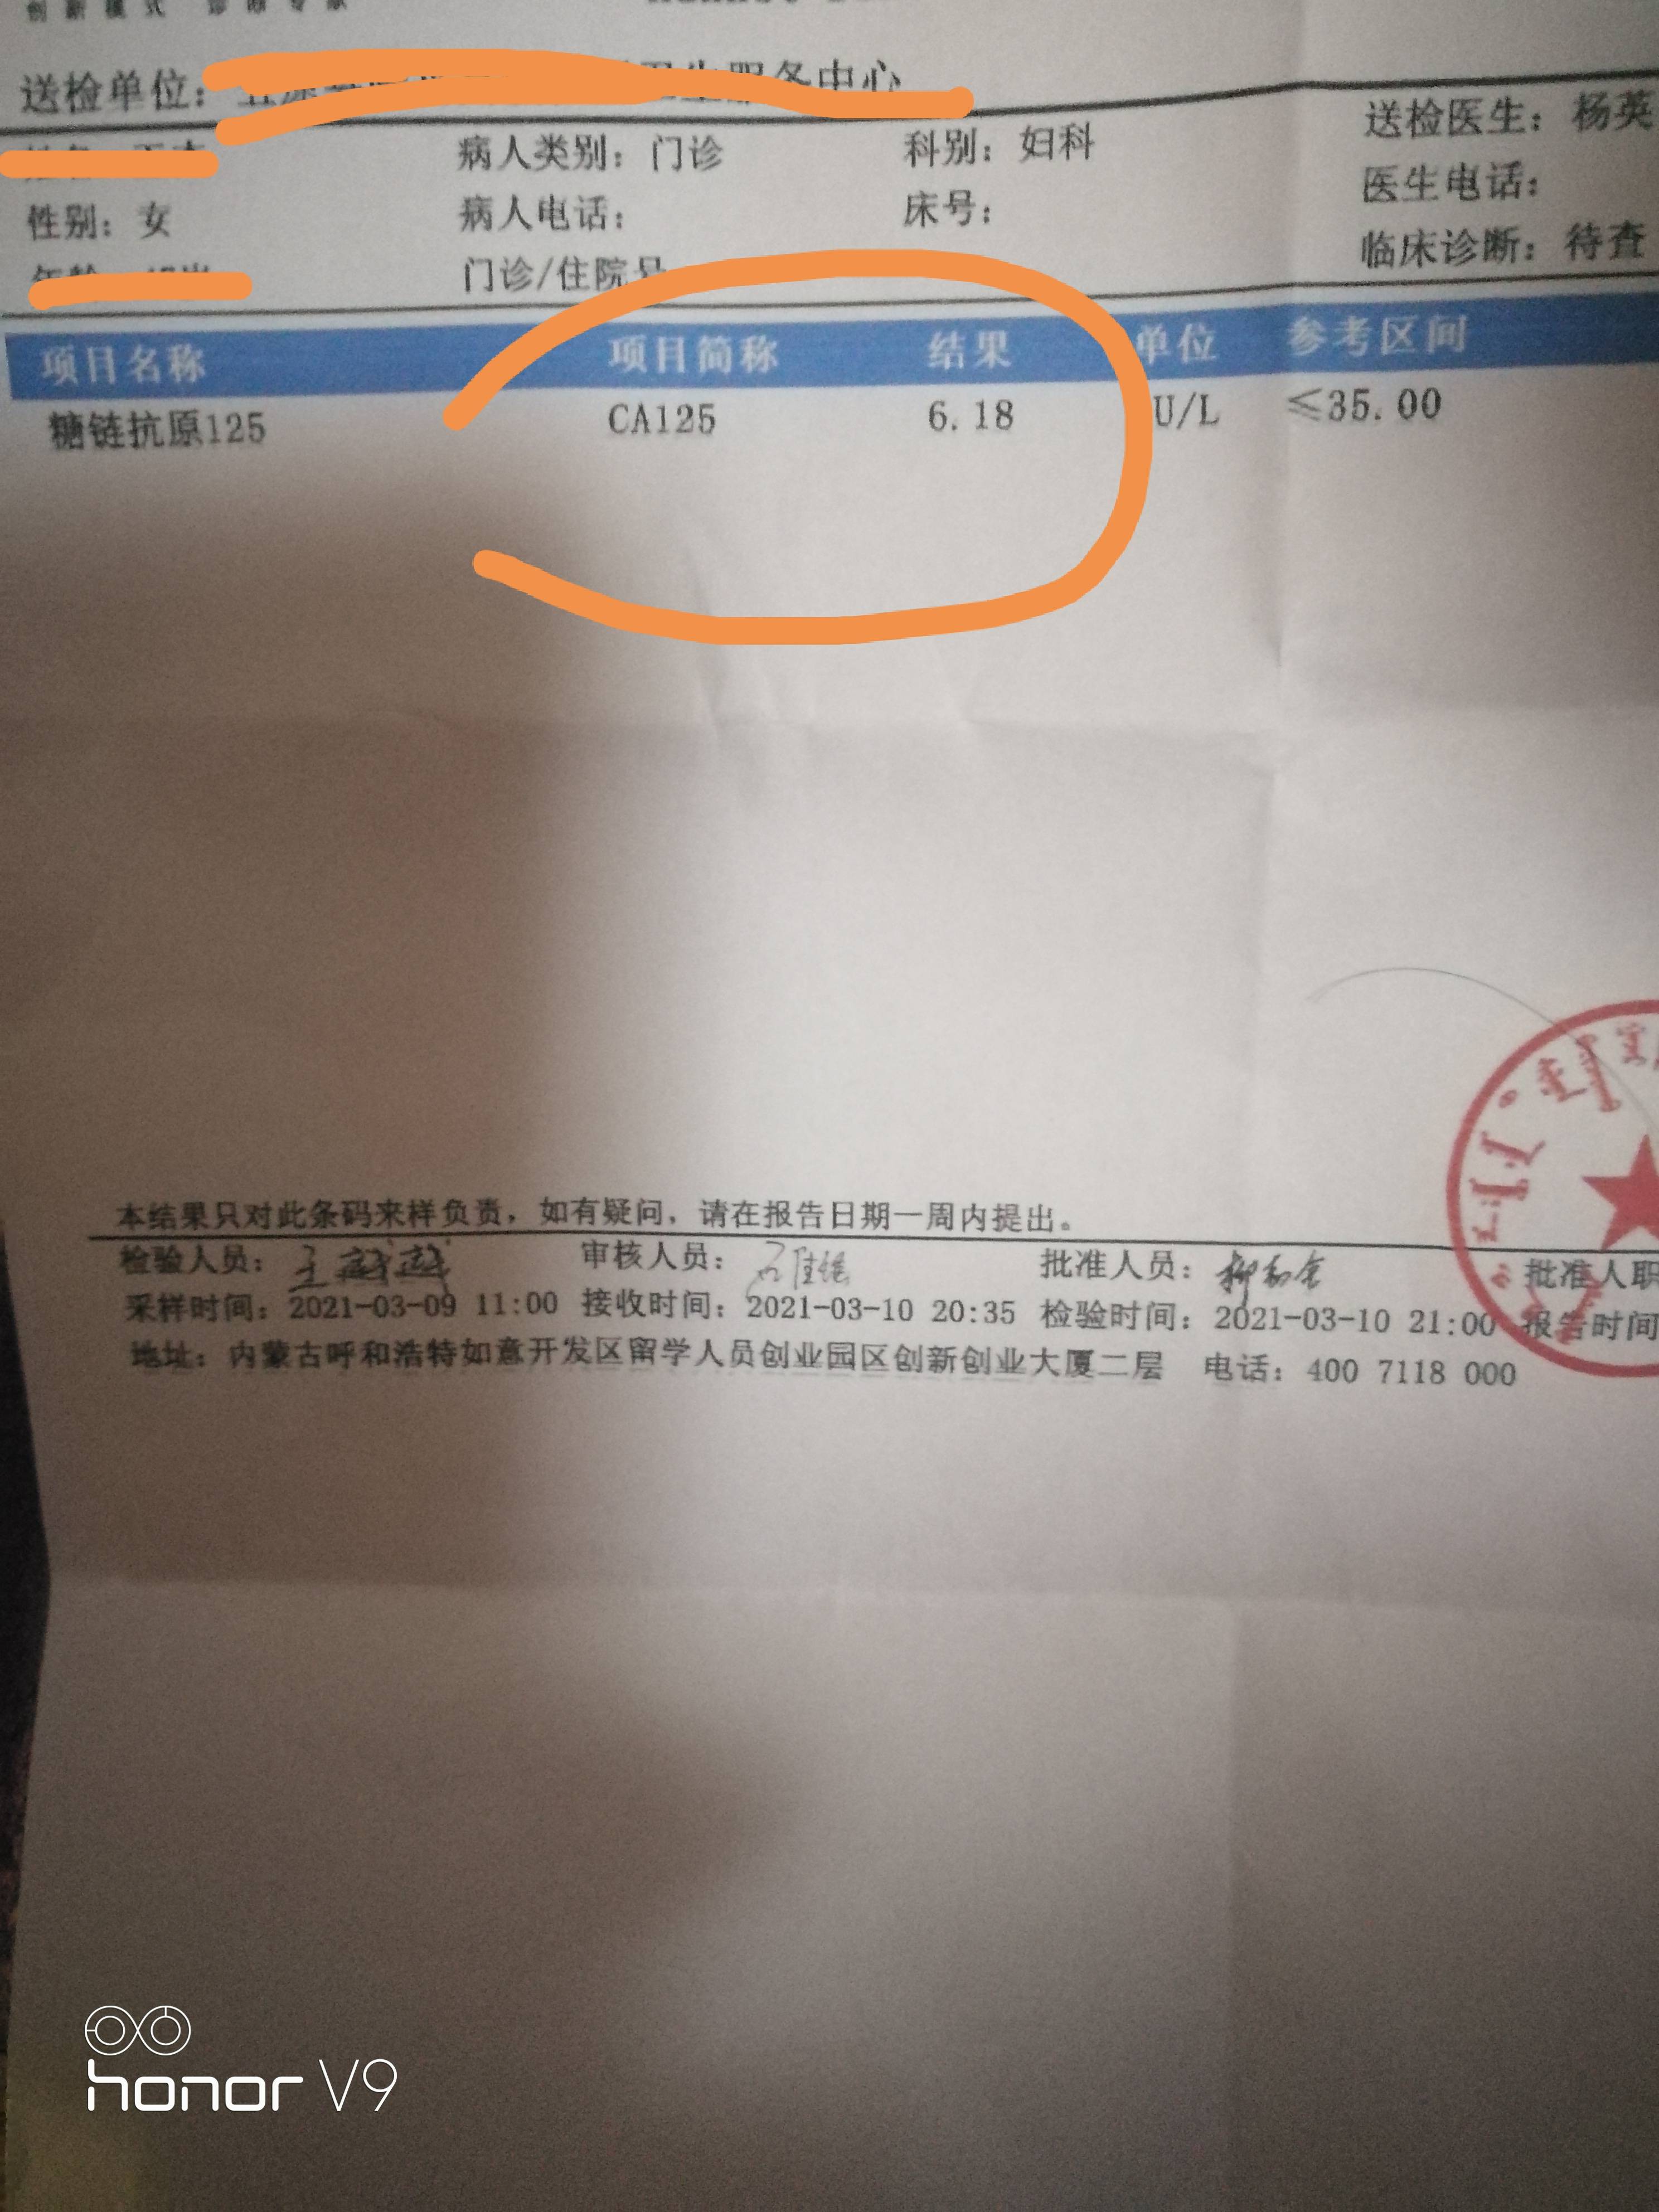 送检单位： 卫生服务中心
病人类别：门诊 科别：妇科 送检医生：杨英
性别：女 病人电话： 床号： 医生电话：
门诊/住院号 临床诊断：待查
项目名称 项目简称 结果 单位 参考区间
糖链抗原125 CA125 6.18 U/L ≤35.00
本结果只对此条码来样负责，如有疑问，请在报告日期一周内提出。
检验人员： 审核人员： 批准人员： 批准人职
采样时间：2021-03-09 11:00 接收时间：2021-03-10 20:35 检验时间：2021-03-10 21:00 报告时间
地址：内蒙古呼和浩特如意开发区留学人员创业园区创新创业大厦二层 电话：400 7118 000
honor V9